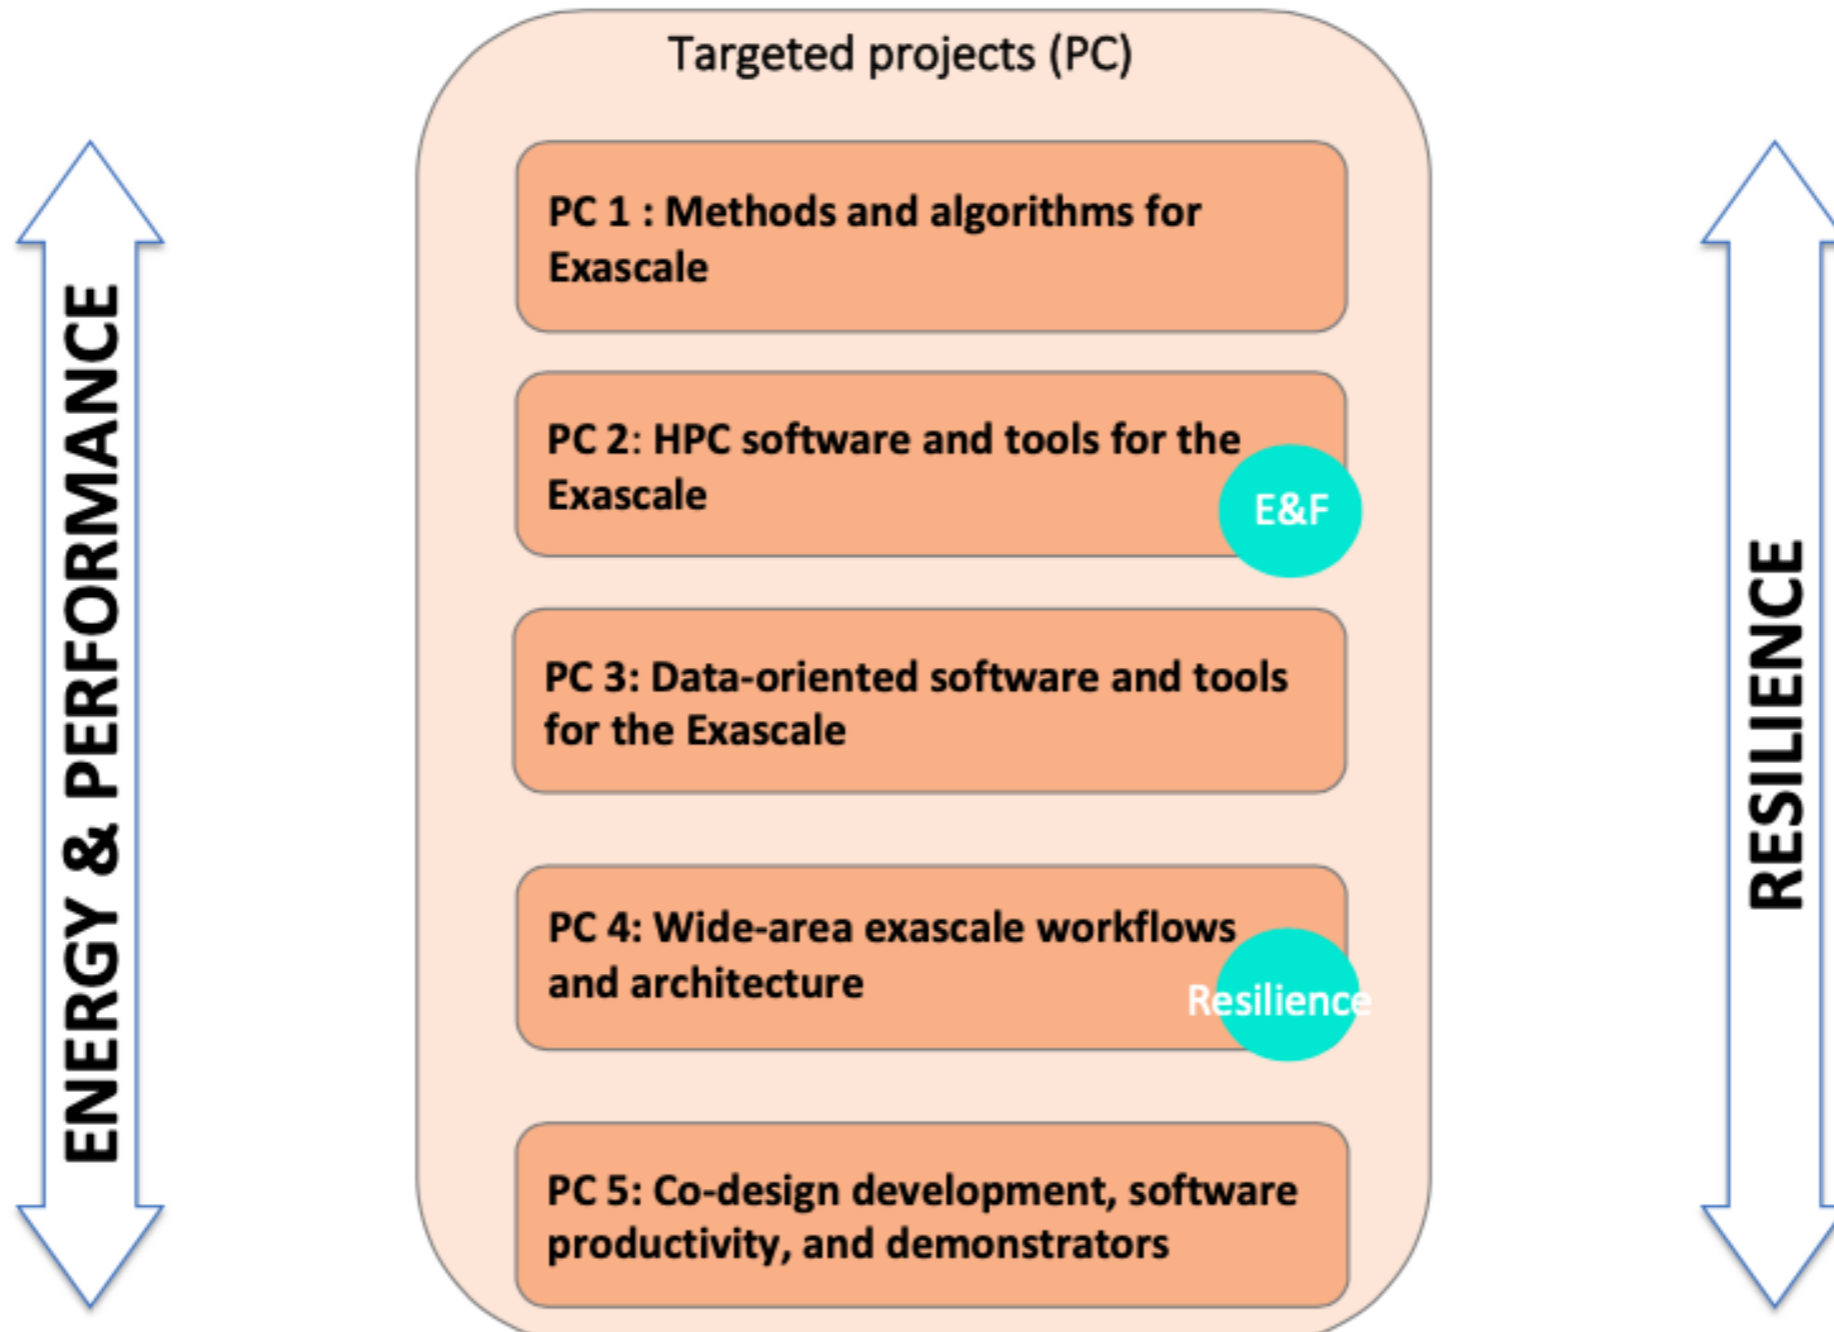 Targeted projects (PC)
ENERGY & PERFORMANCE
PC 1 : Methods and algorithms for
Exascale
PC 2: HPC software and tools for the
Exascale
E&F
PC 3: Data-oriented software and tools
for the Exascale
PC 4: Wide-area exascale workflows
and architecture
Resilience
PC 5: Co-design development, software
productivity, and demonstrators
RESILIENCE